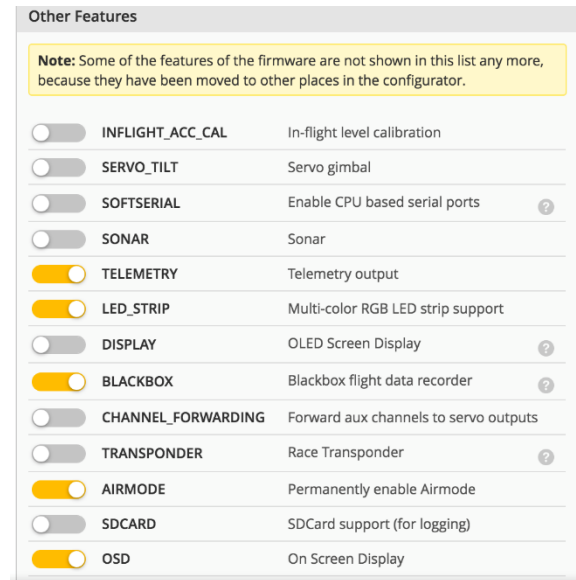 Other Features
Note: Some of the features of the firmware are not shown in this list any more,
because they have been moved to other places in the configurator.
INFLIGHT_ACC_CAL In-flight level calibration
SERVO_TILT Servo gimbal
SOFTSERIAL Enable CPU based serial ports ?
SONAR Sonar
TELEMETRY Telemetry output
LED_STRIP Multi-color RGB LED strip support
DISPLAY OLED Screen Display ?
BLACKBOX Blackbox flight data recorder ?
CHANNEL_FORWARDING Forward aux channels to servo outputs
TRANSPONDER Race Transponder ?
AIRMODE Permanently enable Airmode
SDCARD SDCard support (for logging)
OSD On Screen Display